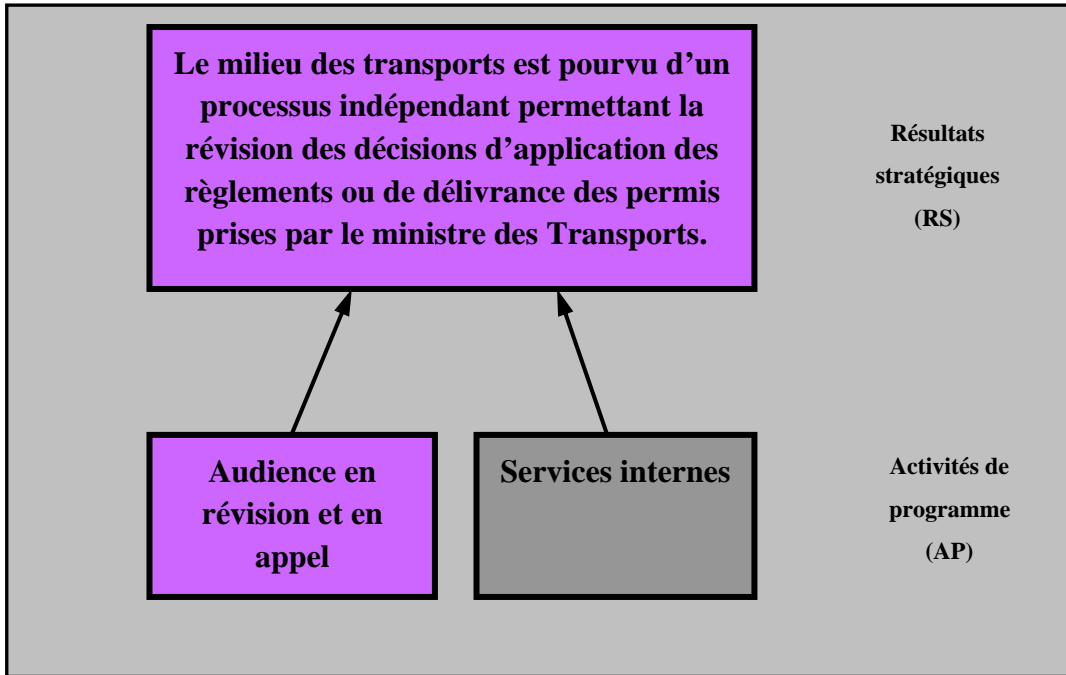 Le milieu des transports est pourvu d’un
processus indépendant permettant la
révision des décisions d’application des
règlements ou de délivrance des permis
prises par le ministre des Transports.
Résultats
stratégiques
(RS)
Audience en
révision et en
appel
Services internes
Activités de
programme
(AP)